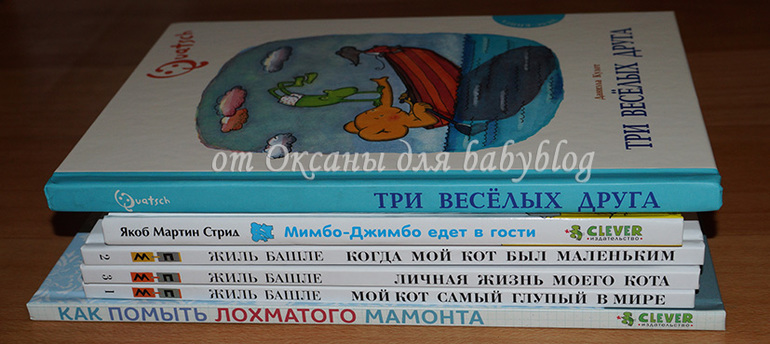 Quatsch
Даниэла Кулот
ТРИ ВЕСЁЛЫХ ДРУГА
от Оксаны для babyblog
Quatsch ТРИ ВЕСЁЛЫХ ДРУГА
Якоб Мартин Стрид Мимбо-Джимбо едет в гости CLEVER
ИЗДАТЕЛЬСТВО
2 М П ЖИЛЬ БАШЛЕ КОГДА МОЙ КОТ БЫЛ МАЛЕНЬКИМ
3 М П ЖИЛЬ БАШЛЕ ЛИЧНАЯ ЖИЗНЬ МОЕГО КОТА
1 М П ЖИЛЬ БАШЛЕ МОЙ КОТ САМЫЙ ГЛУПЫЙ В МИРЕ
КАК ПОМЫТЬ ЛОХМАТОГО МАМОНТА CLEVER
ИЗДАТЕЛЬСТВО